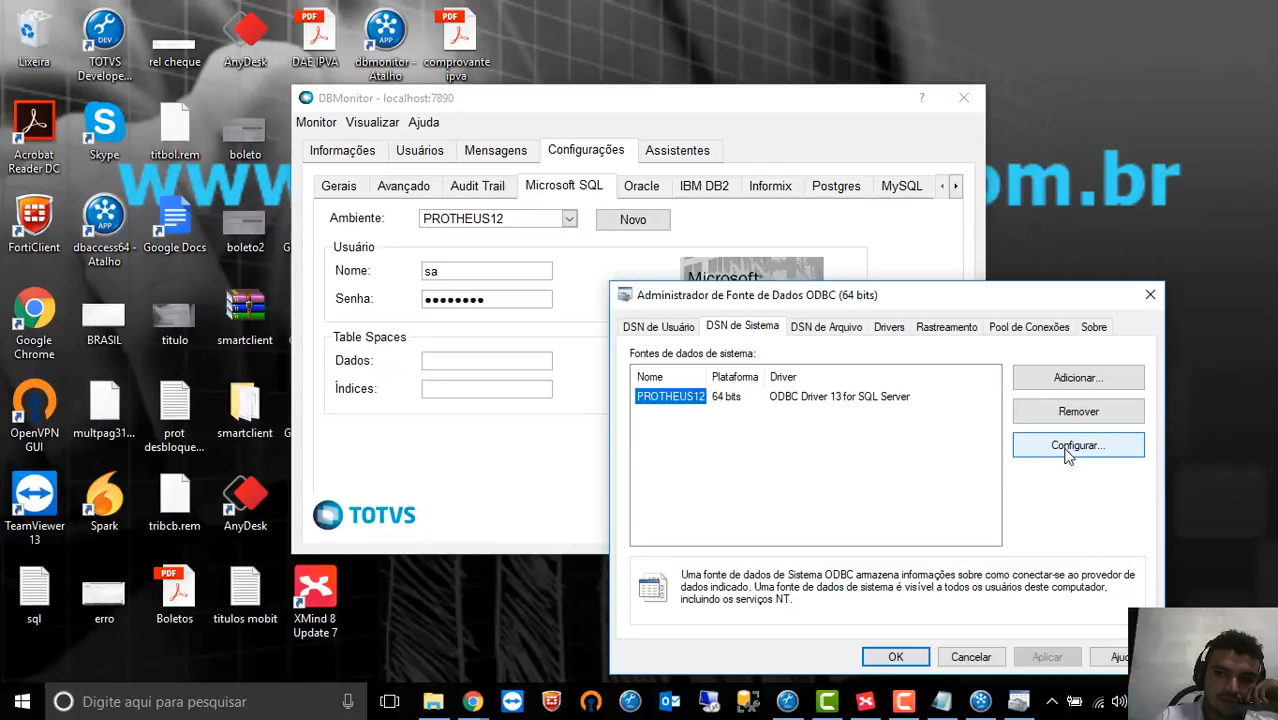 Lixeira
TOTVS
Develope...
rel cheque
AnyDesk
DAE IPVA
dbmonitor -
Atalho
comprovante
ipva
Acrobat
Reader DC
Skype
titbol.rem
boleto
FortiClient
dbaccess64 -
Atalho
Google Docs
boleto2
Google
Chrome
BRASIL
titulo
smartclient
OpenVPN
GUI
multpag31...
prot
desbloque...
smartclient
TeamViewer
13
Spark
tribcb.rem
AnyDesk
sql
erro
Boletos
titulos mobit
XMind 8
Update 7
www.
om.br
DBMonitor - localhost:7890
?
Monitor Visualizar Ajuda
Informações Usuários Mensagens Configurações Assistentes
Gerais Avançado Audit Trail Microsoft SQL Oracle IBM DB2 Informix Postgres MySQL
Ambiente: PROTHEUS12 Novo
Usuário
Nome: sa
Senha: ●●●●●●●●
Microsoft
Table Spaces
Dados:
Índices:
TOTVS
Administrador de Fonte de Dados ODBC (64 bits)
DSN de Usuário DSN de Sistema DSN de Arquivo Drivers Rastreamento Pool de Conexões Sobre
Fontes de dados de sistema:
Nome Plataforma Driver
PROTHEUS12 64 bits ODBC Driver 13 for SQL Server
Adicionar...
Remover
Configurar...
Uma fonte de dados de Sistema ODBC armazena informações sobre como conectar-se ao provedor de
dados indicado. Uma fonte de dados de sistema é visível a todos os usuários deste computador,
incluindo os serviços NT.
OK Cancelar Aplicar Aju
Digite aqui para pesquisar